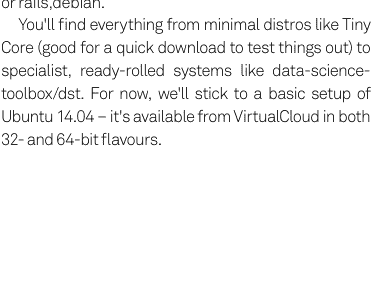 or rails,debian.
You'll find everything from minimal distros like Tiny
Core (good for a quick download to test things out) to
specialist, ready-rolled systems like data-science-
toolbox/dst. For now, we'll stick to a basic setup of
Ubuntu 14.04 – it's available from VirtualCloud in both
32- and 64-bit flavours.